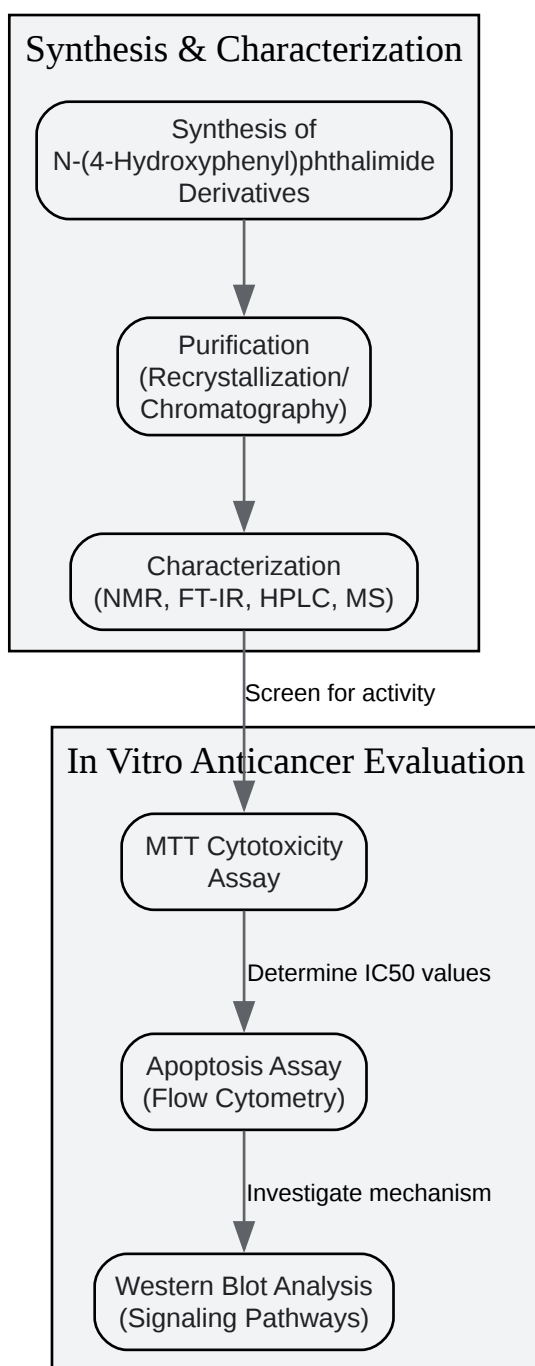 Synthesis & Characterization
Synthesis of
N-(4-Hydroxyphenyl)phthalimide
Derivatives
Purification
(Recrystallization/
Chromatography)
Characterization
(NMR, FT-IR, HPLC, MS)
Screen for activity
In Vitro Anticancer Evaluation
MTT Cytotoxicity
Assay
Determine IC50 values
Apoptosis Assay
(Flow Cytometry)
Investigate mechanism
Western Blot Analysis
(Signaling Pathways)